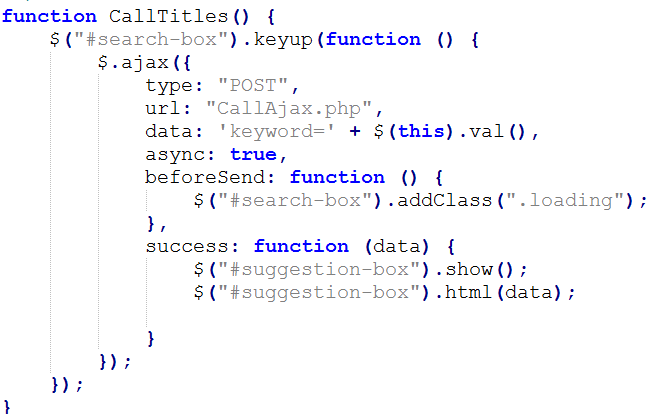 function CallTitles() {
$("#search-box").keyup(function () {
$.ajax({
type: "POST",
url: "CallAjax.php",
data: 'keyword=' + $(this).val(),
async: true,
beforeSend: function () {
$("#search-box").addClass(".loading");
},
success: function (data) {
$("#suggestion-box").show();
$("#suggestion-box").html(data);
}
});
});
}